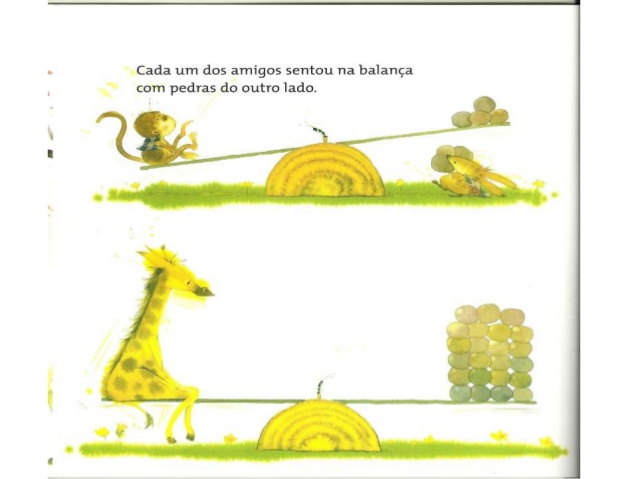 Cada um dos amigos sentou na balança
com pedras do outro lado.